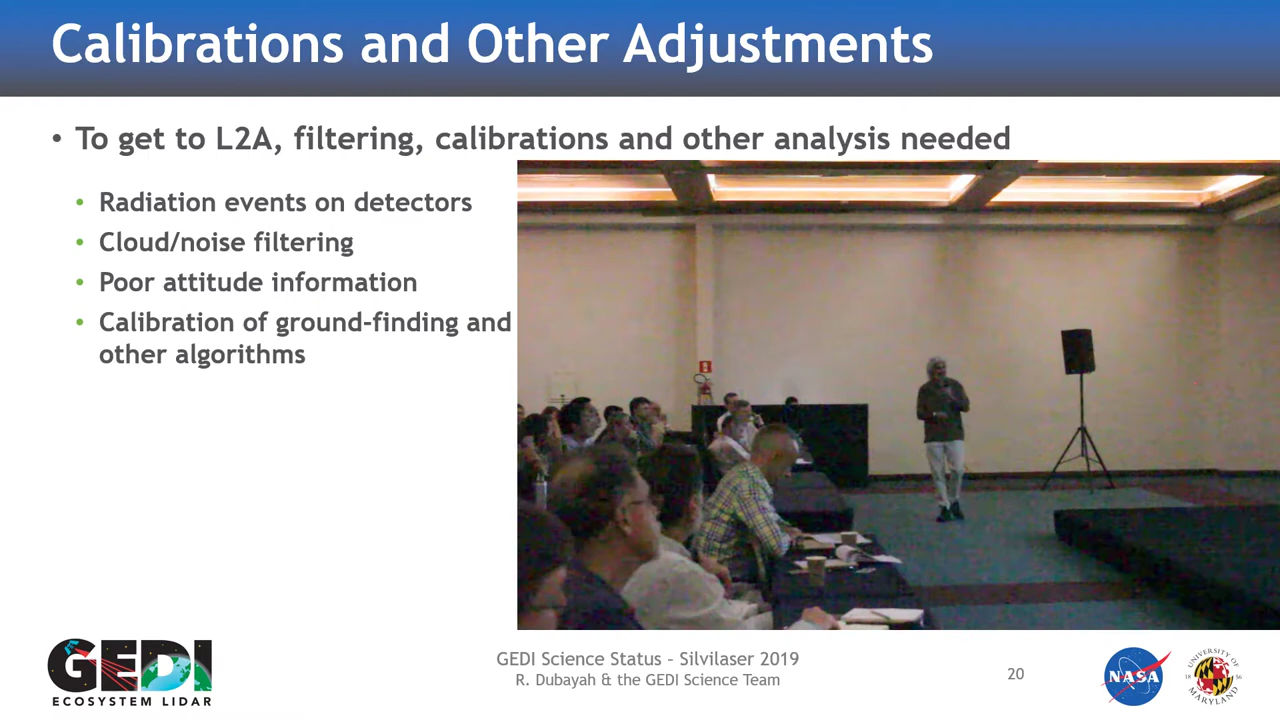 Calibrations and Other Adjustments
• To get to L2A, filtering, calibrations and other analysis needed
• Radiation events on detectors
• Cloud/noise filtering
• Poor attitude information
• Calibration of ground-finding and
other algorithms
GEDI
ECOSYSTEM LIDAR
GEDI Science Status – Silvilaser 2019
R. Dubayah & the GEDI Science Team
20
NASA
UNIVERSITY OF
18 56
MARYLAND